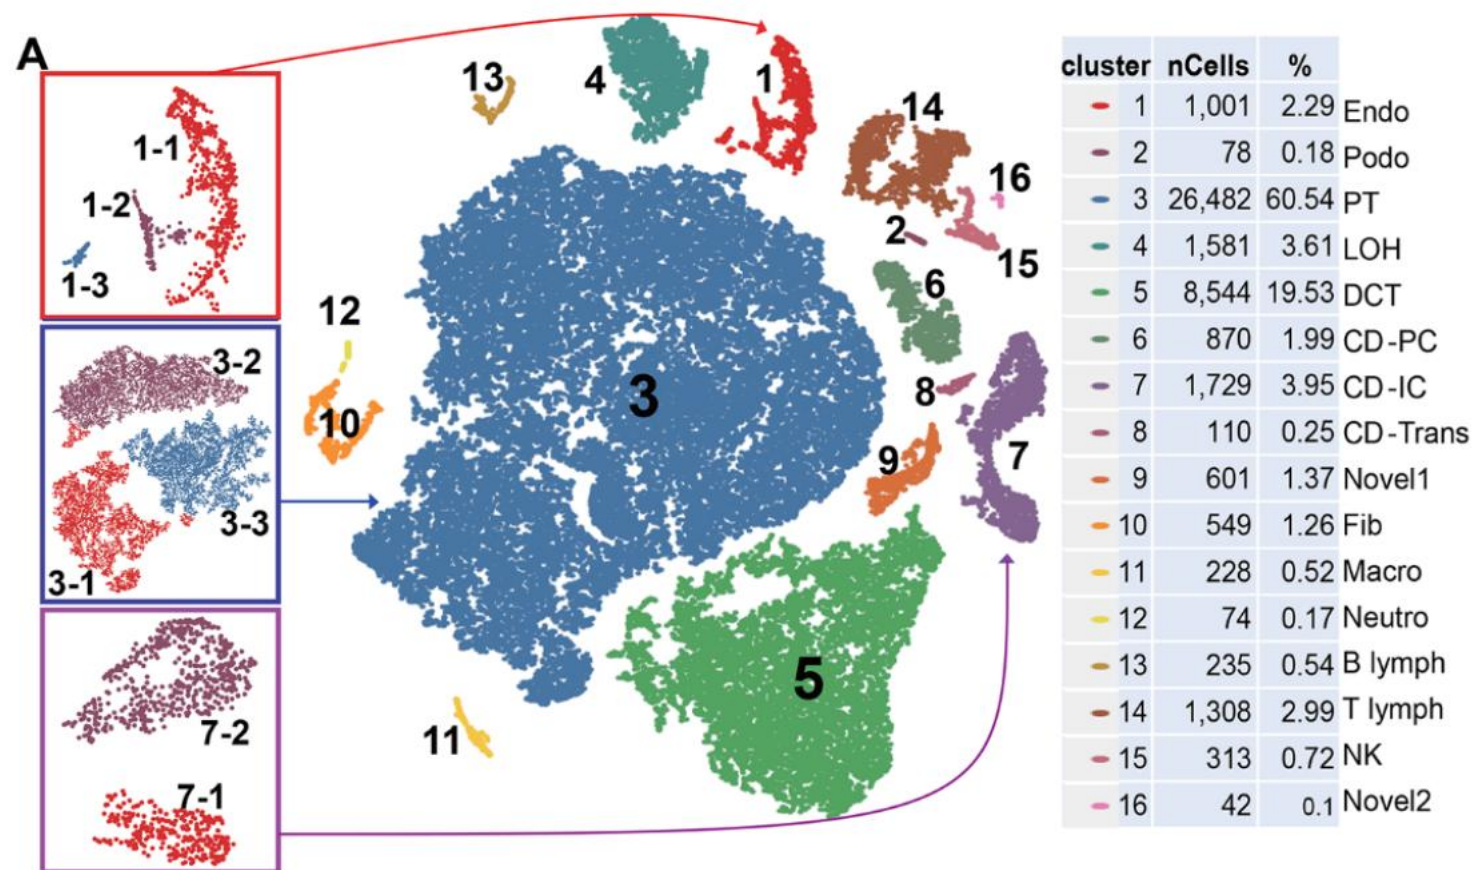 A
13
4
1
14
16
2
15
6
12
8
3
10
9
7
5
11
1-1
1-2
1-3
3-2
3-3
3-1
7-2
7-1
cluster nCells %
1 1,001 2.29 Endo
2 78 0.18 Podo
3 26,482 60.54 PT
4 1,581 3.61 LOH
5 8,544 19.53 DCT
6 870 1.99 CD-PC
7 1,729 3.95 CD-IC
8 110 0.25 CD-Trans
9 601 1.37 Novel1
10 549 1.26 Fib
11 228 0.52 Macro
12 74 0.17 Neutro
13 235 0.54 B lymph
14 1,308 2.99 T lymph
15 313 0.72 NK
16 42 0.1 Novel2